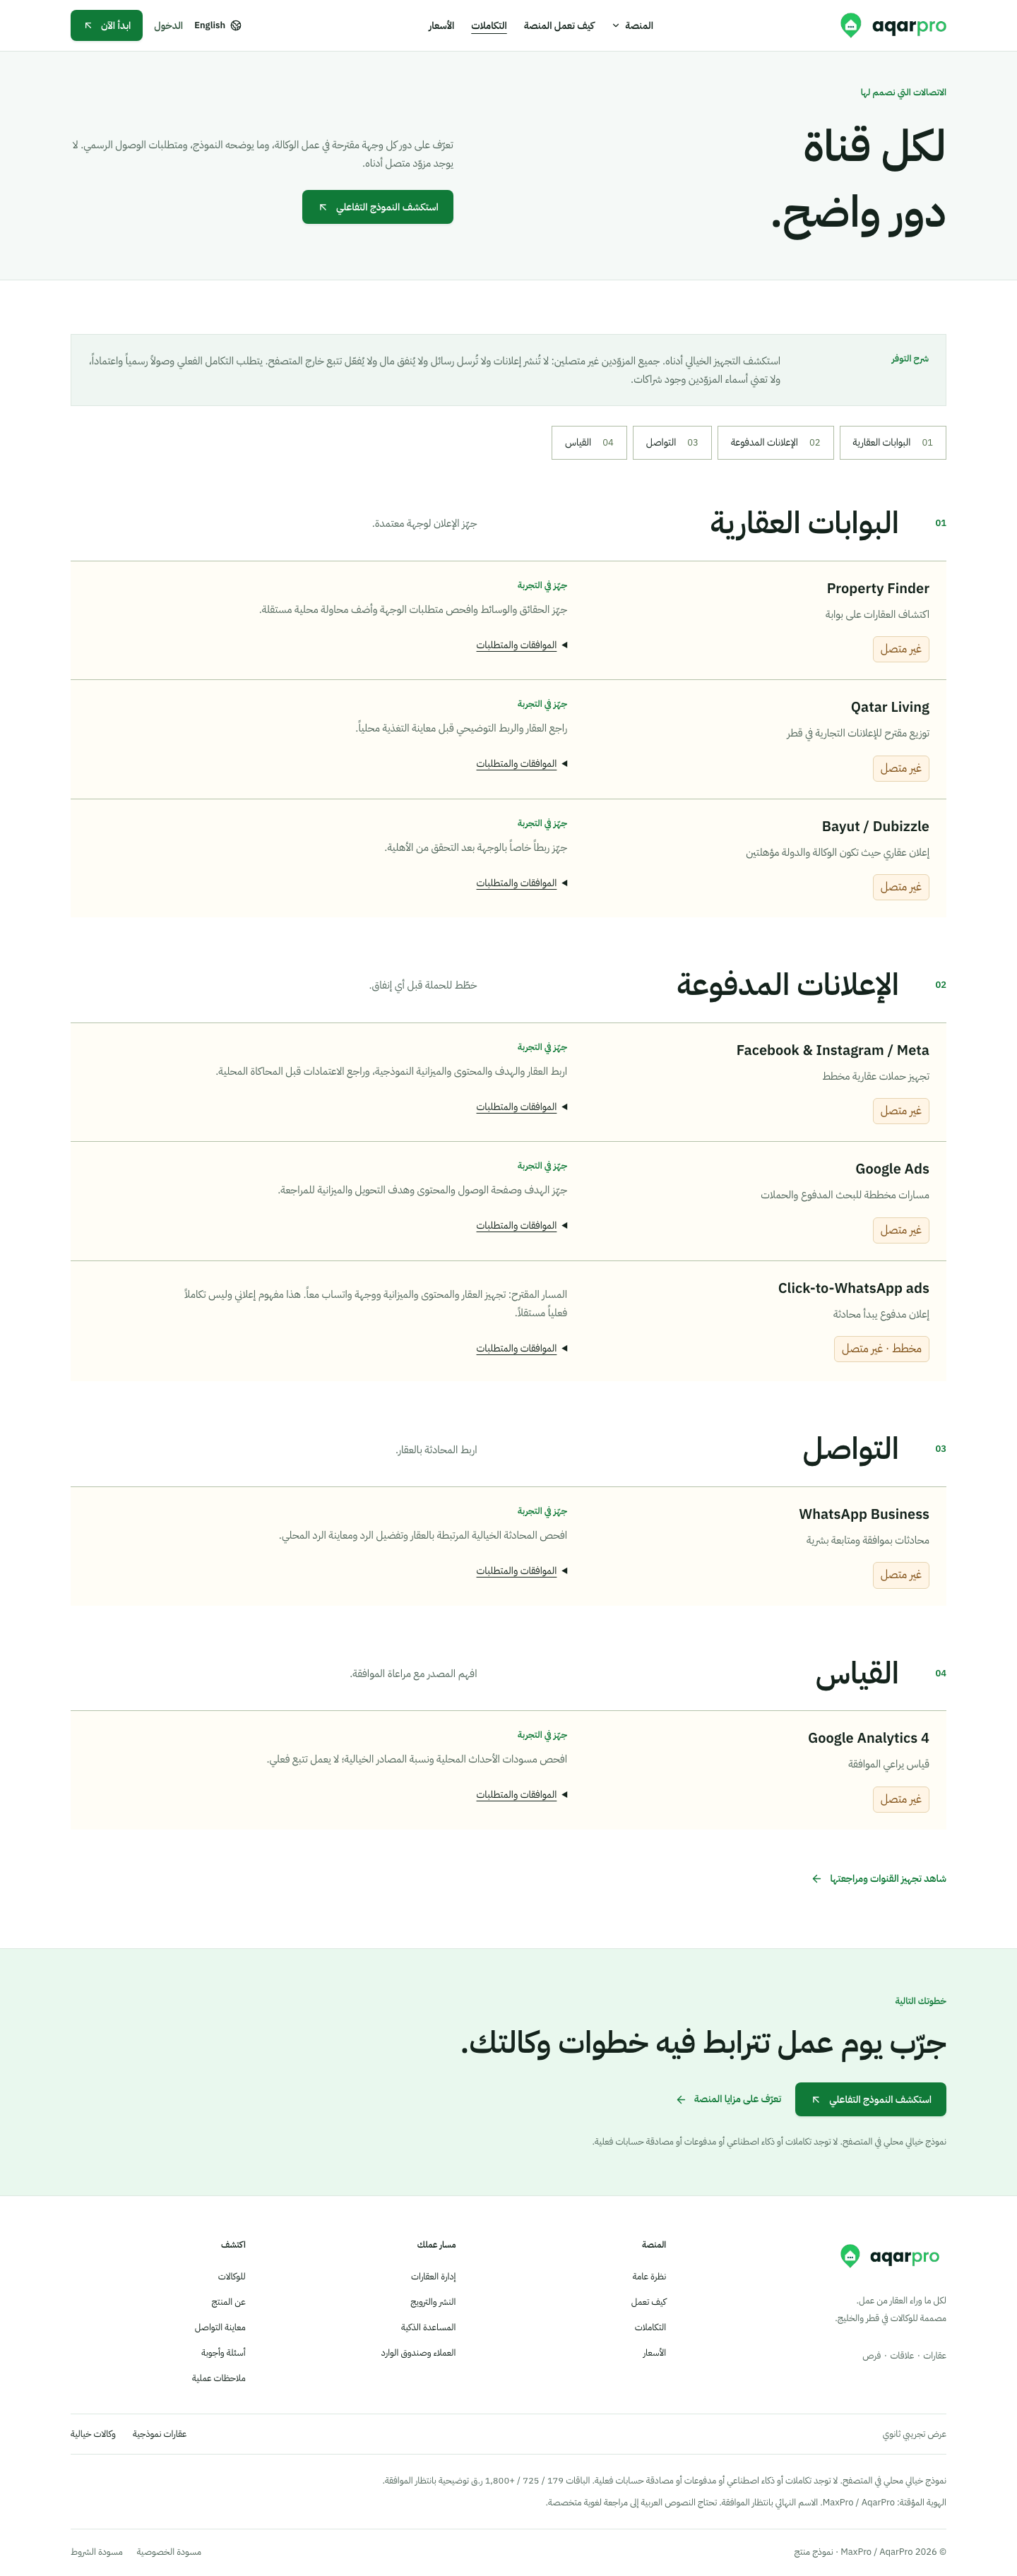 aqarpro
المنصة
كيف تعمل المنصة
التكاملات
الأسعار
English
الدخول
ابدأ الآن
الاتصالات التي نصمم لها
لكل قناة
دور واضح.
تعرّف على دور كل وجهة مقترحة في عمل الوكالة، وما يوضحه النموذج، ومتطلبات الوصول الرسمي. لا
يوجد مزوّد متصل أدناه.
استكشف النموذج التفاعلي
شرح التوفر
استكشف التجهيز الخيالي أدناه. جميع المزوّدين غير متصلين: لا تُنشر إعلانات ولا تُرسل رسائل ولا يُنفق مال ولا يُفعّل تتبع خارج المتصفح. يتطلب التكامل الفعلي وصولاً رسمياً واعتماداً،
ولا تعني أسماء المزوّدين وجود شراكات.
01 البوابات العقارية
02 الإعلانات المدفوعة
03 التواصل
04 القياس
01
البوابات العقارية
جهّز الإعلان لوجهة معتمدة.
Property Finder
اكتشاف العقارات على بوابة
غير متصل
جهّز في التجربة
جهّز الحقائق والوسائط وافحص متطلبات الوجهة وأضف محاولة محلية مستقلة.
الموافقات والمتطلبات
Qatar Living
توزيع مقترح للإعلانات التجارية في قطر
غير متصل
جهّز في التجربة
راجع العقار والربط التوضيحي قبل معاينة التغذية محلياً.
الموافقات والمتطلبات
Bayut / Dubizzle
إعلان عقاري حيث تكون الوكالة والدولة مؤهلتين
غير متصل
جهّز في التجربة
جهّز ربطاً خاصاً بالوجهة بعد التحقق من الأهلية.
الموافقات والمتطلبات
02
الإعلانات المدفوعة
خطّط للحملة قبل أي إنفاق.
Facebook & Instagram / Meta
تجهيز حملات عقارية مخطط
غير متصل
جهّز في التجربة
اربط العقار والهدف والمحتوى والميزانية النموذجية، وراجع الاعتمادات قبل المحاكاة المحلية.
الموافقات والمتطلبات
Google Ads
مسارات مخططة للبحث المدفوع والحملات
غير متصل
جهّز في التجربة
جهّز الهدف وصفحة الوصول والمحتوى وهدف التحويل والميزانية للمراجعة.
الموافقات والمتطلبات
Click-to-WhatsApp ads
إعلان مدفوع يبدأ محادثة
مخطط · غير متصل
المسار المقترح: تجهيز العقار والمحتوى والميزانية ووجهة واتساب معاً. هذا مفهوم إعلاني وليس تكاملاً
فعلياً مستقلاً.
الموافقات والمتطلبات
03
التواصل
اربط المحادثة بالعقار.
WhatsApp Business
محادثات بموافقة ومتابعة بشرية
غير متصل
جهّز في التجربة
افحص المحادثة الخيالية المرتبطة بالعقار وتفضيل الرد ومعاينة الرد المحلي.
الموافقات والمتطلبات
04
القياس
افهم المصدر مع مراعاة الموافقة.
Google Analytics 4
قياس يراعي الموافقة
غير متصل
جهّز في التجربة
افحص مسودات الأحداث المحلية ونسبة المصادر الخيالية؛ لا يعمل تتبع فعلي.
الموافقات والمتطلبات
شاهد تجهيز القنوات ومراجعتها
خطوتك التالية
جرّب يوم عمل تترابط فيه خطوات وكالتك.
استكشف النموذج التفاعلي
تعرّف على مزايا المنصة
نموذج خيالي محلي في المتصفح. لا توجد تكاملات أو ذكاء اصطناعي أو مدفوعات أو مصادقة حسابات فعلية.
aqarpro
لكل ما وراء العقار من عمل.
مصممة للوكالات في قطر والخليج.
عقارات · علاقات · فرص
المنصة
نظرة عامة
كيف تعمل
التكاملات
الأسعار
مسار عملك
إدارة العقارات
النشر والترويج
المساعدة الذكية
العملاء وصندوق الوارد
اكتشف
للوكالات
عن المنتج
معاينة التواصل
أسئلة وأجوبة
ملاحظات عملية
عرض تجريبي ثانوي
عقارات نموذجية
وكالات خيالية
نموذج خيالي محلي في المتصفح. لا توجد تكاملات أو ذكاء اصطناعي أو مدفوعات أو مصادقة حسابات فعلية. الباقات 179 / 725 / +1,800 ر.ق توضيحية بانتظار الموافقة.
الهوية المؤقتة: MaxPro / AqarPro. الاسم النهائي بانتظار الموافقة. تحتاج النصوص العربية إلى مراجعة لغوية متخصصة.
© 2026 MaxPro / AqarPro · نموذج منتج
مسودة الخصوصية
مسودة الشروط